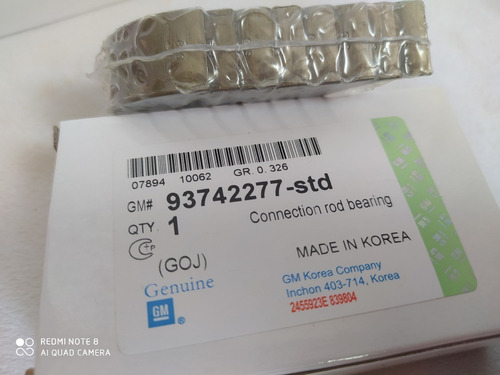 07894 10062 GR. 0. 326
GM# 93742277-std
QTY. 1 Connection rod bearing
(GOJ) MADE IN KOREA
Genuine
GM
®
GM Korea Company
Inchon 403-714, Korea
2455923E 839804
REDMI NOTE 8
AI QUAD CAMERA